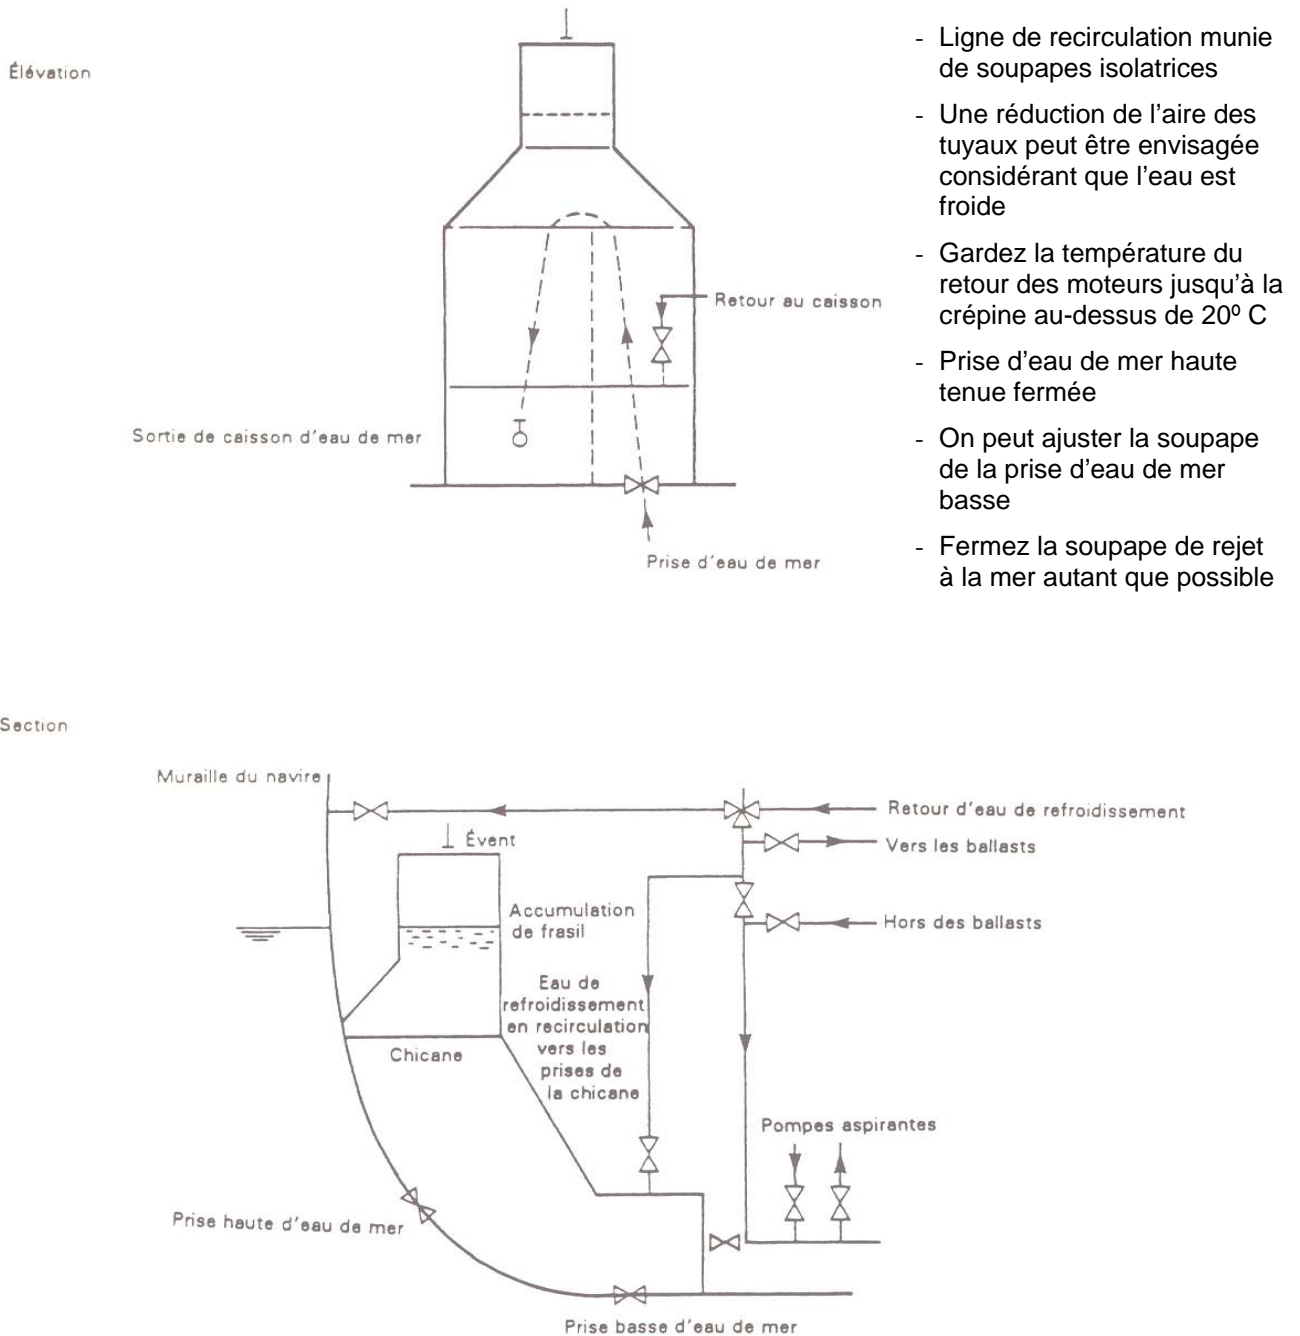 Élévation
- Ligne de recirculation munie
de soupapes isolatrices
- Une réduction de l'aire des
tuyaux peut être envisagée
considérant que l'eau est
froide
- Gardez la température du
retour des moteurs jusqu'à la
crépine au-dessus de 20º C
- Prise d'eau de mer haute
tenue fermée
- On peut ajuster la soupape
de la prise d'eau de mer
basse
- Fermez la soupape de rejet
à la mer autant que possible
Retour au caisson
Sortie de caisson d'eau de mer
Prise d'eau de mer
Section
Muraille du navire
Évent
Retour d'eau de refroidissement
Vers les ballasts
Accumulation
de frasil
Hors des ballasts
Eau de
refroidissement
en recirculation
vers les
prises de
la chicane
Chicane
Pompes aspirantes
Prise haute d'eau de mer
Prise basse d'eau de mer